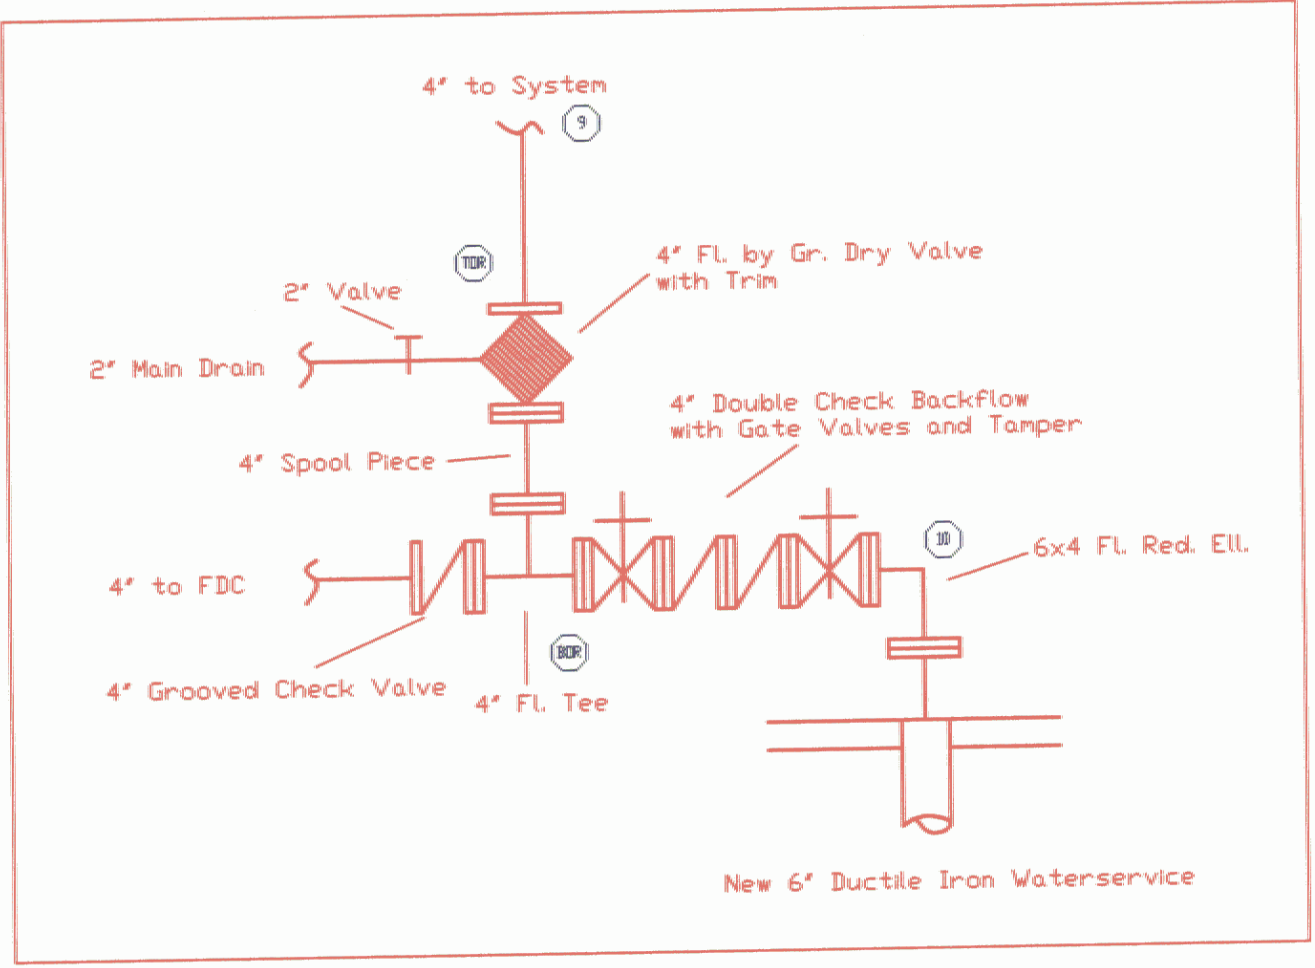 4" to System
9
TOR
4" Fl. by Gr. Dry Valve
with Trim
2" Valve
2" Main Drain
4" Double Check Backflow
with Gate Valves and Tamper
4" Spool Piece
10
6x4 Fl. Red. Ell.
4" to FDC
BOR
4" Grooved Check Valve
4" Fl. Tee
New 6" Ductile Iron Waterservice